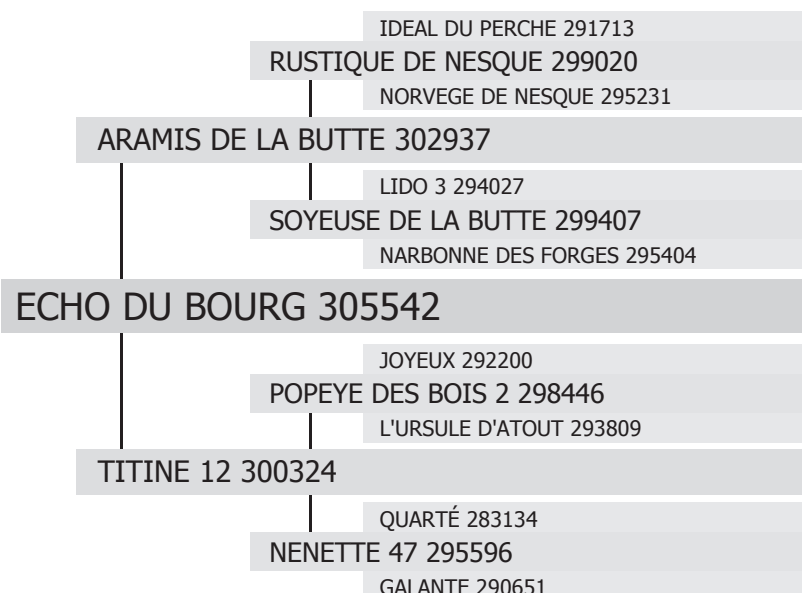 IDEAL DU PERCHE 291713
RUSTIQUE DE NESQUE 299020
NORVEGE DE NESQUE 295231
ARAMIS DE LA BUTTE 302937
LIDO 3 294027
SOYEUSE DE LA BUTTE 299407
NARBONNE DES FORGES 295404
ECHO DU BOURG 305542
JOYEUX 292200
POPEYE DES BOIS 2 298446
L'URSULE D'ATOUT 293809
TITINE 12 300324
QUARTÉ 283134
NENETTE 47 295596
GALANTE 290651